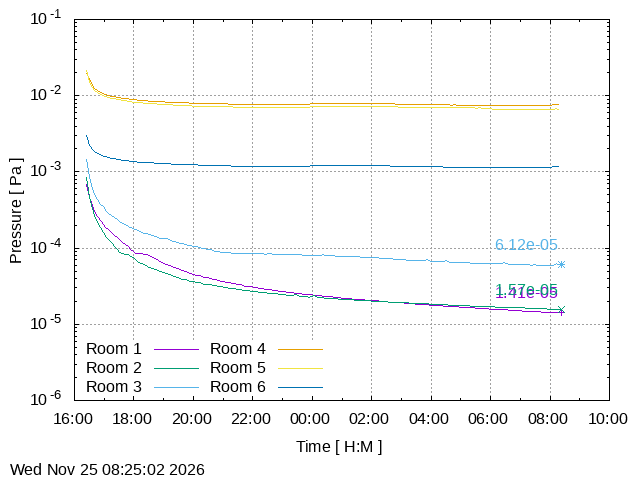 10^-1
10^-2
10^-3
10^-4
10^-5
10^-6
Pressure [ Pa ]
6.12e-05
1.57e-05
1.41e-05
Room 1 Room 4
Room 2 Room 5
Room 3 Room 6
16:00 18:00 20:00 22:00 00:00 02:00 04:00 06:00 08:00 10:00
Time [ H:M ]
Wed Nov 25 08:25:02 2026